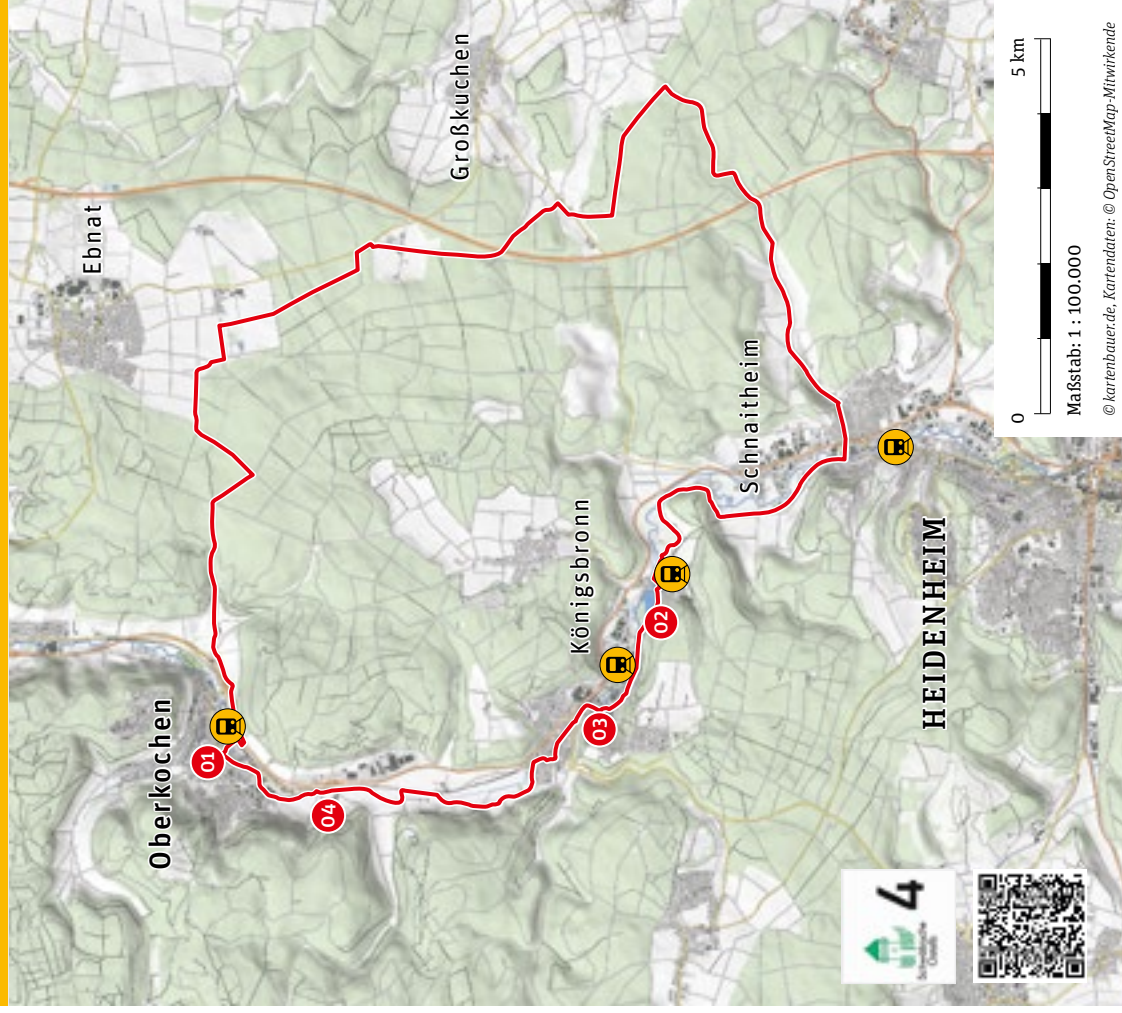 Ebnat
Großkuchen
Oberkochen
01
04
Königsbronn
03
02
Schnaitheim
HEIDENHEIM
4
0
5 km
Maßstab: 1 : 100.000
© kartenbauer.de, Kartendaten: © OpenStreetMap-Mitwirkende